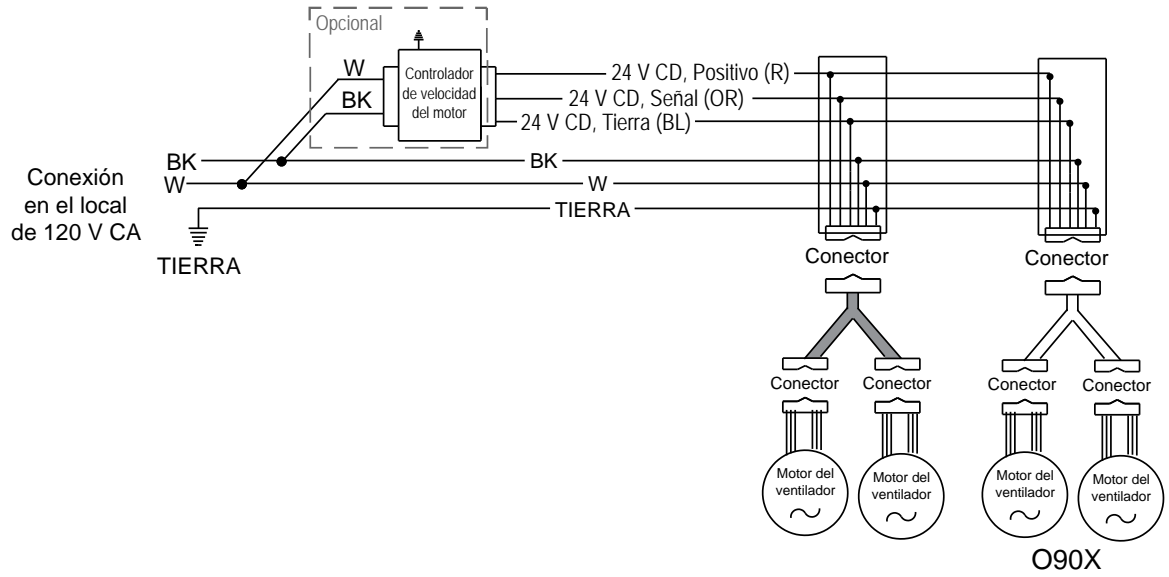 Opcional
W
BK
Controlador
de velocidad
del motor
24 V CD, Positivo (R)
24 V CD, Señal (OR)
24 V CD, Tierra (BL)
BK
BK
W
W
TIERRA
Conexión
en el local
de 120 V CA
TIERRA
Conector
Conector
Conector
Conector
Conector
Conector
Motor del
ventilador
Motor del
ventilador
Motor del
ventilador
Motor del
ventilador
O90X